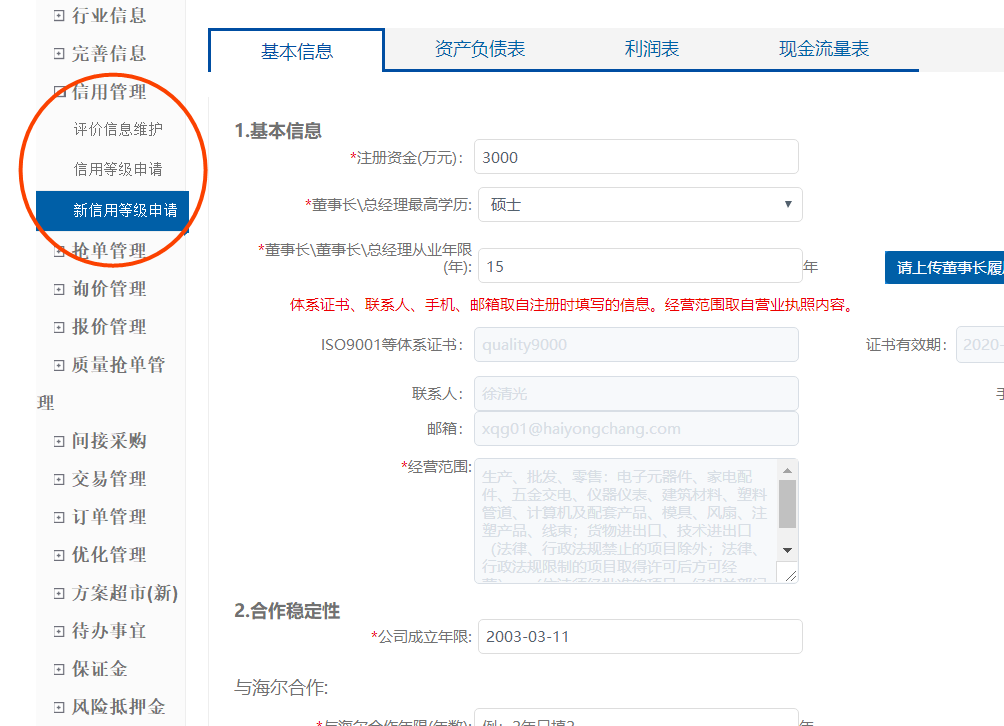 行业信息
完善信息
信用管理
评价信息维护
信用等级申请
新信用等级申请
抢单管理
询价管理
报价管理
质量抢单管
理
间接采购
交易管理
订单管理
优化管理
方案超市(新)
待办事宜
保证金
风险抵押金
基本信息 资产负债表 利润表 现金流量表
1.基本信息
*注册资金(万元): 3000
*董事长\总经理最高学历: 硕士
*董事长\董事长\总经理从业年限
(年): 15 年 请上传董事长履
体系证书、联系人、手机、邮箱取自注册时填写的信息。经营范围取自营业执照内容。
ISO9001等体系证书: quality9000 证书有效期: 2020-
联系人: 徐清光
邮箱: xqg01@haiyongchang.com
*经营范围: 生产、批发、零售：电子元器件、家电配
件、五金交电、仪器仪表、建筑材料、塑料
管道、计算机及配套产品、模具、风扇、注
塑产品、线束；货物进出口、技术进出口
（法律、行政法规禁止的项目除外；法律、
行政法规限制的项目取得许可后方可经
2.合作稳定性
*公司成立年限: 2003-03-11
与海尔合作:
*与海尔合作年限(年数): 例：2年只填2 年